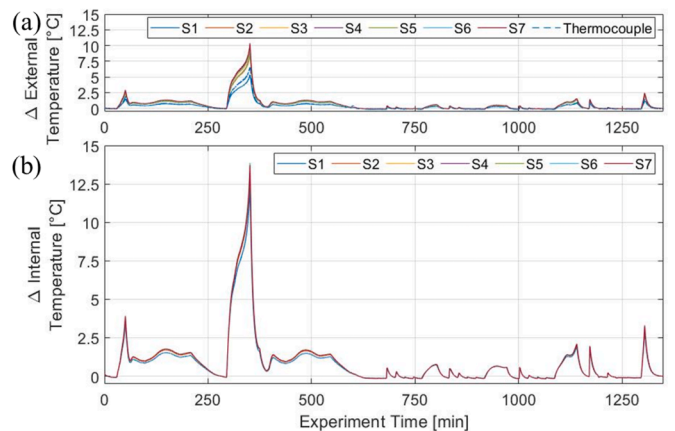 (a)
Δ External
Temperature [°C]
15
12.5
10
7.5
5
2.5
0
S1 S2 S3 S4 S5 S6 S7 Thermocouple
0 250 500 750 1000 1250
(b)
Δ Internal
Temperature [°C]
15
12.5
10
7.5
5
2.5
0
S1 S2 S3 S4 S5 S6 S7
0 250 500 750 1000 1250
Experiment Time [min]